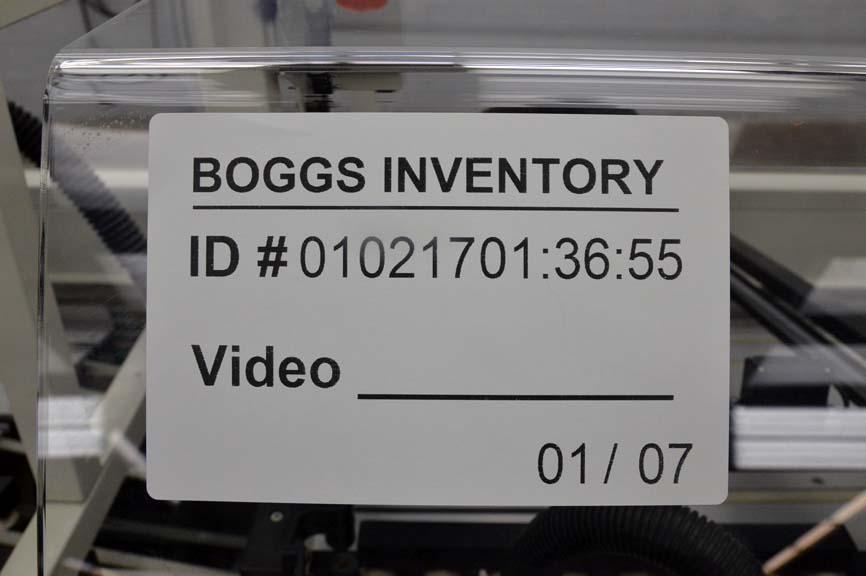 BOGGS INVENTORY
ID # 01021701:36:55
Video
01/ 07